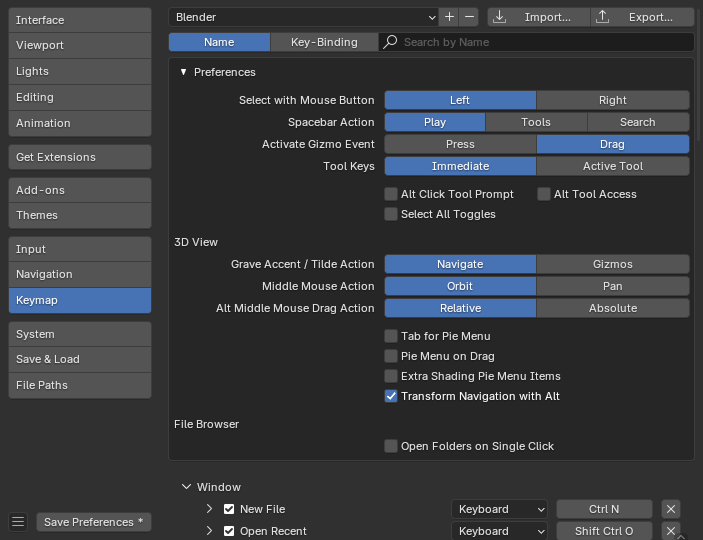 Interface
Viewport
Lights
Editing
Animation
Get Extensions
Add-ons
Themes
Input
Navigation
Keymap
System
Save & Load
File Paths
Save Preferences *
Blender
Import...
Export...
Name
Key-Binding
Search by Name
Preferences
Select with Mouse Button Left Right
Spacebar Action Play Tools Search
Activate Gizmo Event Press Drag
Tool Keys Immediate Active Tool
Alt Click Tool Prompt Alt Tool Access
Select All Toggles
3D View
Grave Accent / Tilde Action Navigate Gizmos
Middle Mouse Action Orbit Pan
Alt Middle Mouse Drag Action Relative Absolute
Tab for Pie Menu
Pie Menu on Drag
Extra Shading Pie Menu Items
Transform Navigation with Alt
File Browser
Open Folders on Single Click
Window
New File Keyboard Ctrl N
Open Recent Keyboard Shift Ctrl O